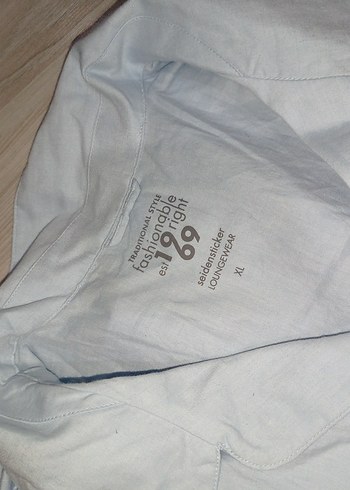 TRADITIONAL STYLE
fashionable
est 1969 right
seidensticker
LOUNGEWEAR
XL